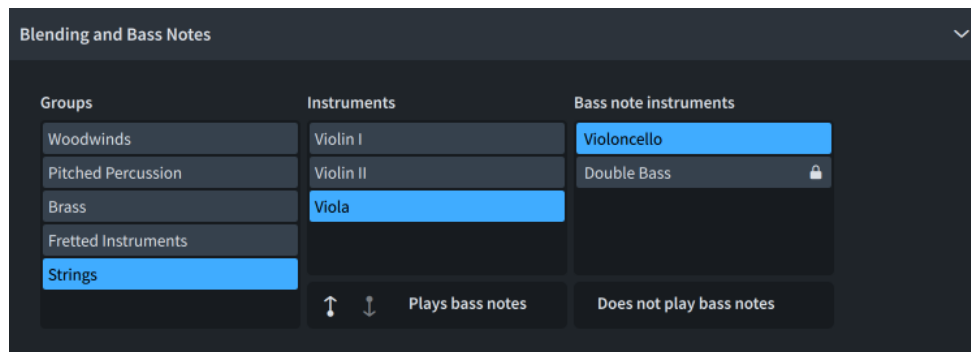 Blending and Bass Notes
Groups
Instruments
Bass note instruments
Woodwinds
Violin I
Violoncello
Pitched Percussion
Violin II
Double Bass
Brass
Viola
Fretted Instruments
Strings
Plays bass notes
Does not play bass notes